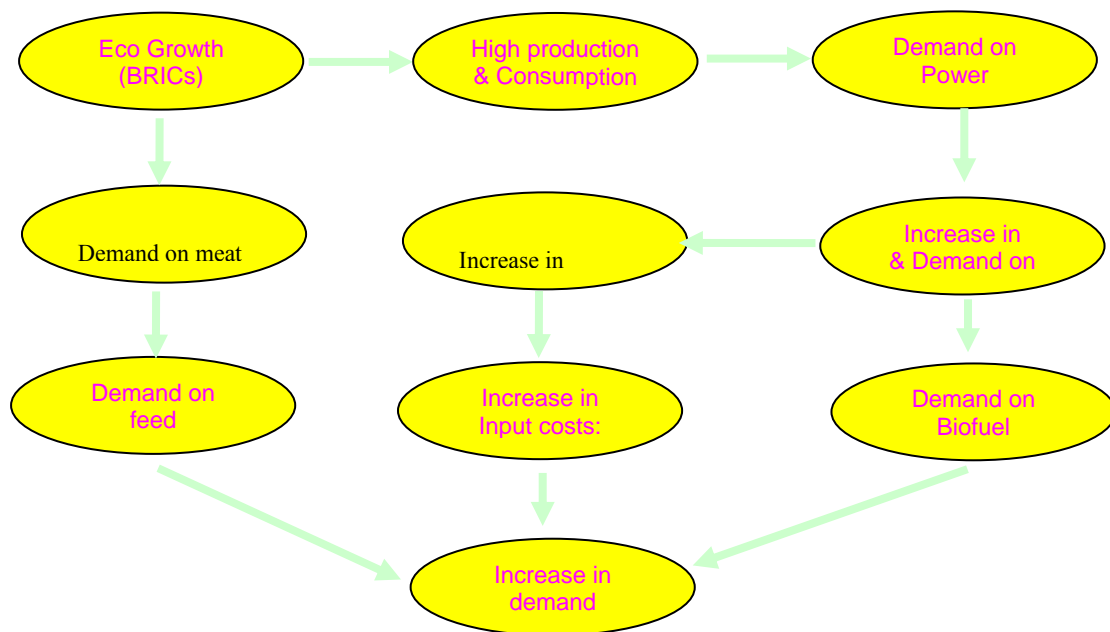 Eco Growth
(BRICs)
High production
& Consumption
Demand on
Power
Demand on meat
Increase in
Increase in
& Demand on
Demand on
feed
Increase in
Input costs:
Demand on
Biofuel
Increase in
demand